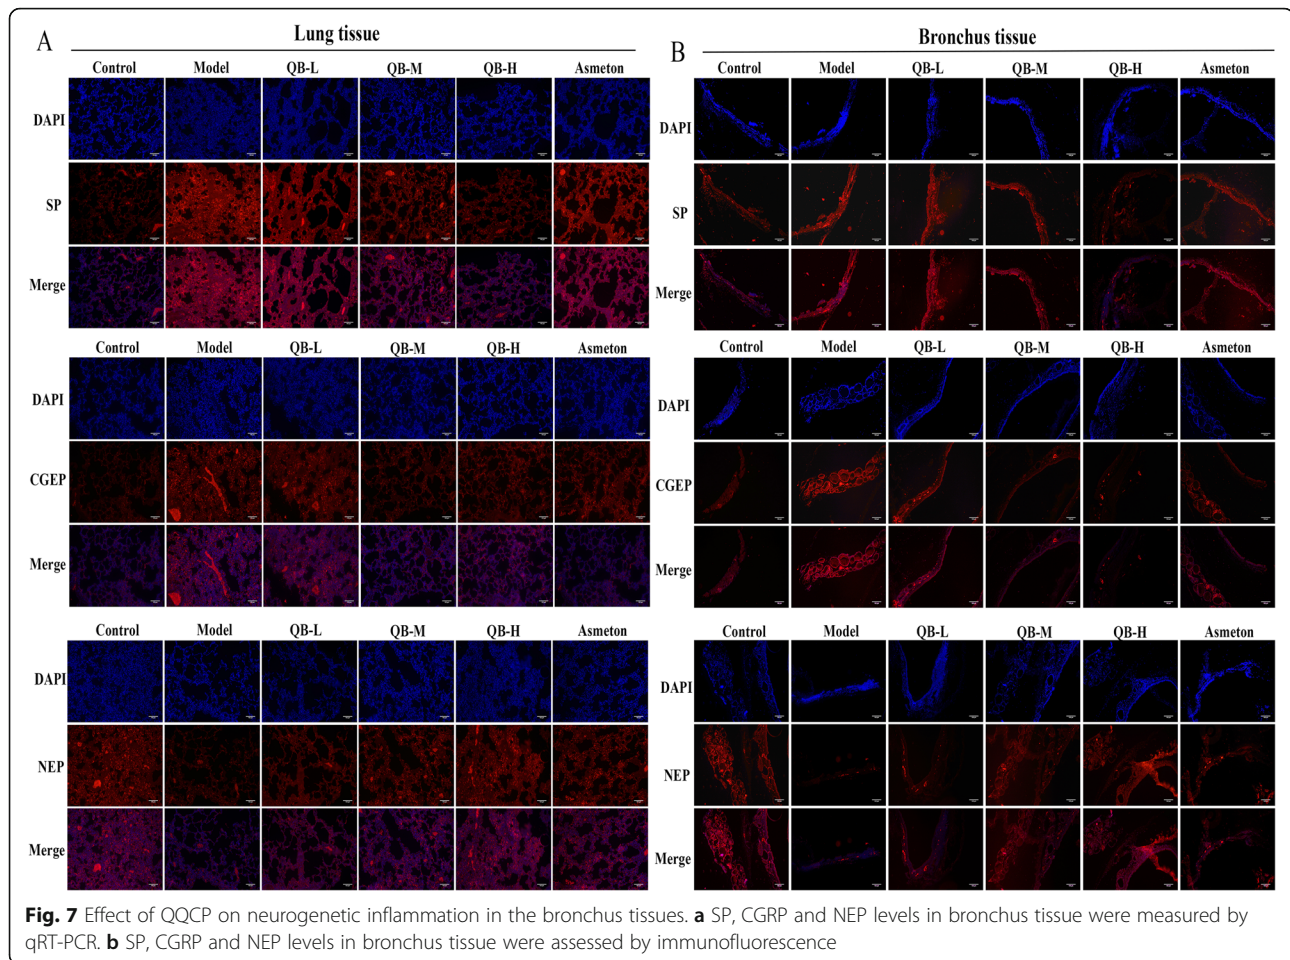 A
Lung tissue
Control Model QB-L QB-M QB-H Asmeton
DAPI
SP
Merge
Control Model QB-L QB-M QB-H Asmeton
DAPI
CGEP
Merge
Control Model QB-L QB-M QB-H Asmeton
DAPI
NEP
Merge
B
Bronchus tissue
Control Model QB-L QB-M QB-H Asmeton
DAPI
SP
Merge
Control Model QB-L QB-M QB-H Asmeton
DAPI
CGEP
Merge
Control Model QB-L QB-M QB-H Asmeton
DAPI
NEP
Merge
Fig. 7 Effect of QQCP on neurogenetic inflammation in the bronchus tissues. a SP, CGRP and NEP levels in bronchus tissue were measured by
qRT-PCR. b SP, CGRP and NEP levels in bronchus tissue were assessed by immunofluorescence